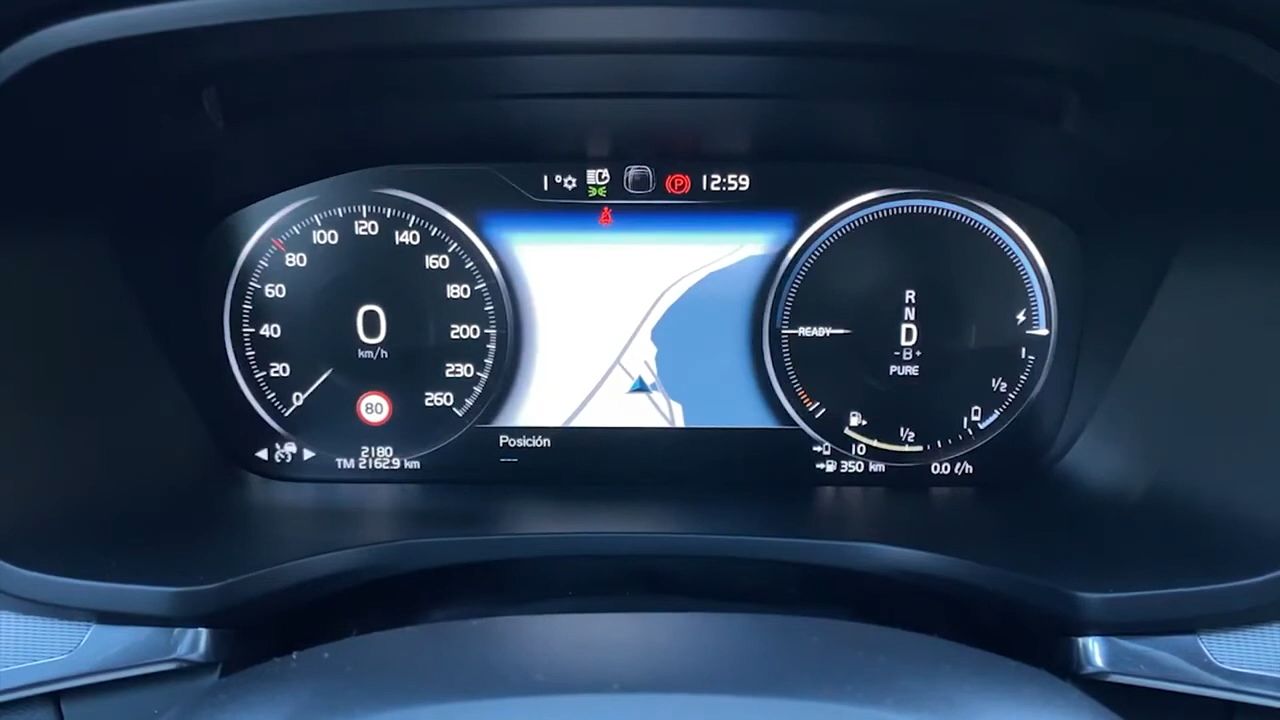 1° P 12:59
0 20 40 60 80 100 120 140 160 180 200 230 260
0
km/h
80
2180
TM 2162.9 km
Posición
----
READY
R
N
D
- B +
PURE
1
1/2
1/2
1
10
350 km
0.0 ℓ/h